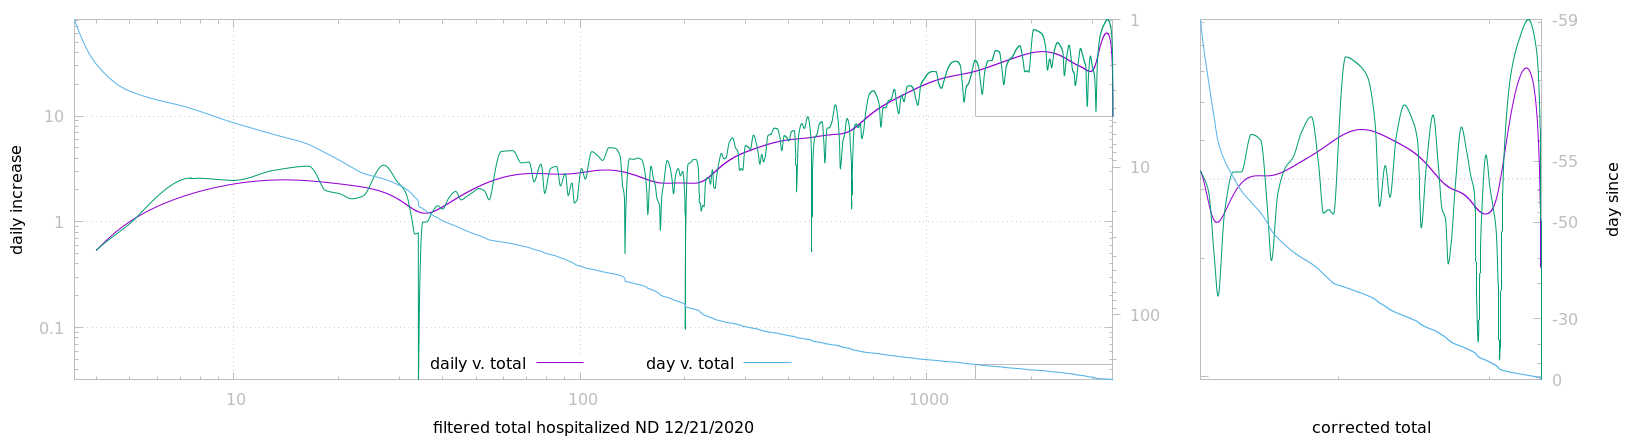 daily increase
10
1
0.1
1
10
100
daily v. total
day v. total
10
100
1000
filtered total hospitalized ND 12/21/2020
-59
-55
-50
-30
0
day since
corrected total